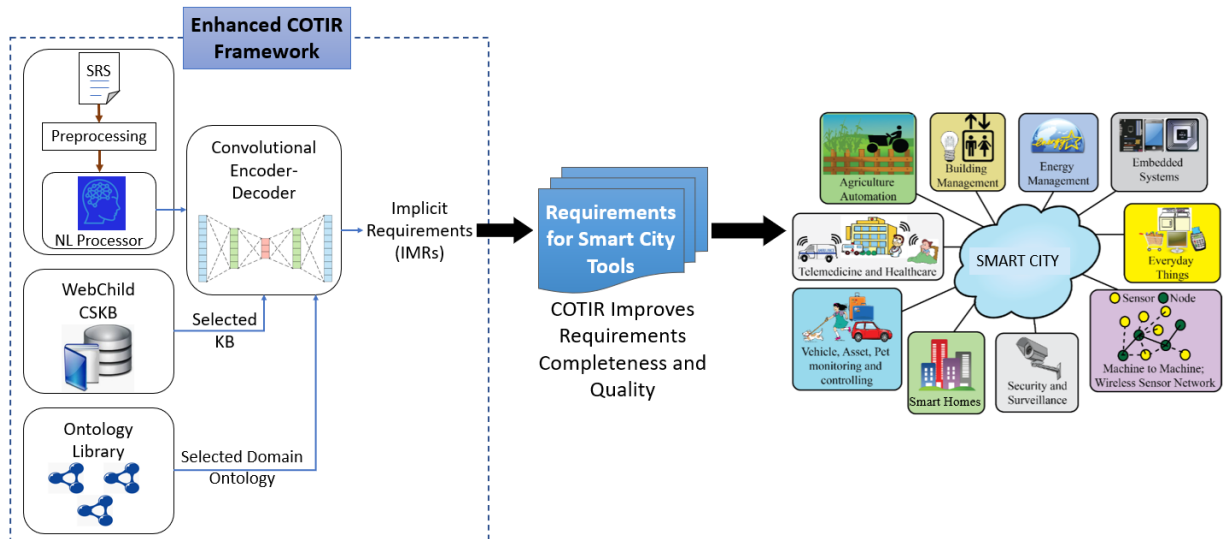 Enhanced COTIR
Framework
SRS
Preprocessing
NL Processor
Convolutional
Encoder-
Decoder
WebChild
CSKB
Selected
KB
Ontology
Library
Selected Domain
Ontology
Implicit
Requirements
(IMRs)
Requirements
for Smart City
Tools
COTIR Improves
Requirements
Completeness and
Quality
Agriculture
Automation
Building
Management
Energy
Management
Embedded
Systems
Telemedicine and Healthcare
SMART CITY
Everyday
Things
Vehicle, Asset, Pet
monitoring and
controlling
Smart Homes
Security and
Surveillance
Sensor Node
Machine to Machine;
Wireless Sensor Network